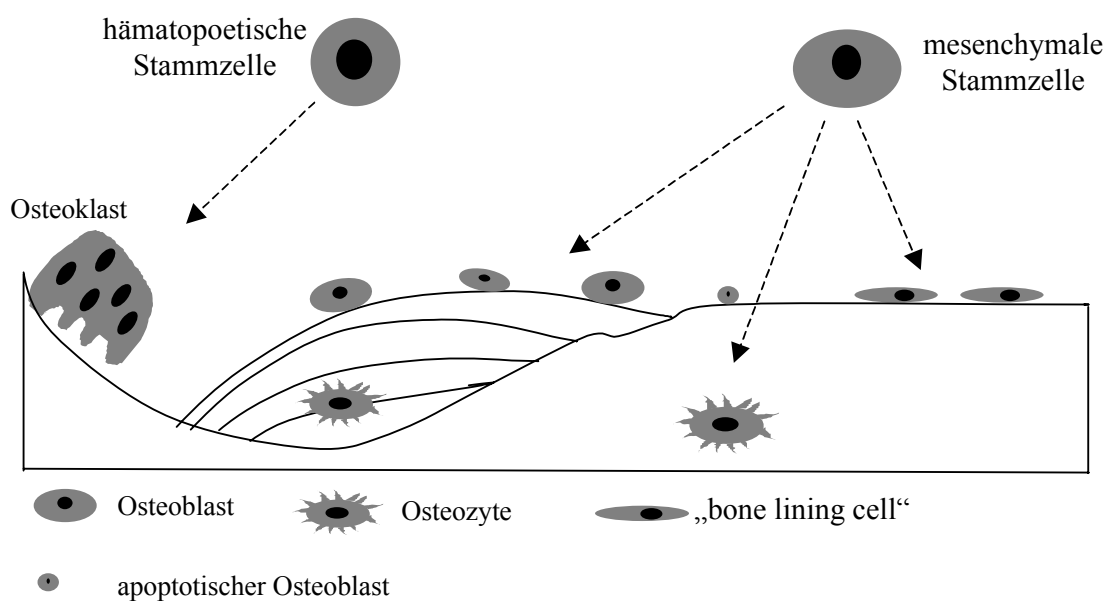 hämatopoetische
Stammzelle
mesenchymale
Stammzelle
Osteoklast
Osteoblast
Osteozyte
„bone lining cell“
apoptotischer Osteoblast